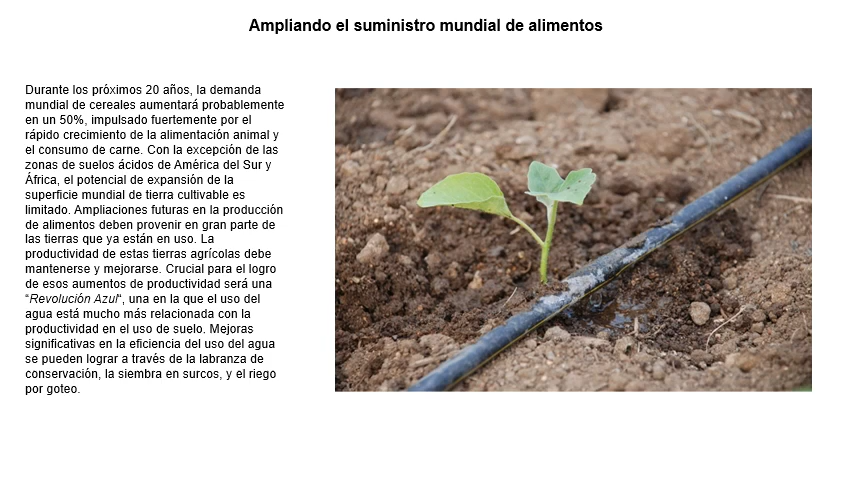 Ampliando el suministro mundial de alimentos
Durante los próximos 20 años, la demanda
mundial de cereales aumentará probablemente
en un 50%, impulsado fuertemente por el
rápido crecimiento de la alimentación animal y
el consumo de carne. Con la excepción de las
zonas de suelos ácidos de América del Sur y
África, el potencial de expansión de la
superficie mundial de tierra cultivable es
limitado. Ampliaciones futuras en la producción
de alimentos deben provenir en gran parte de
las tierras que ya están en uso. La
productividad de estas tierras agrícolas debe
mantenerse y mejorarse. Crucial para el logro
de esos aumentos de productividad será una
“Revolución Azul“, una en la que el uso del
agua está mucho más relacionada con la
productividad en el uso de suelo. Mejoras
significativas en la eficiencia del uso del agua
se pueden lograr a través de la labranza de
conservación, la siembra en surcos, y el riego
por goteo.